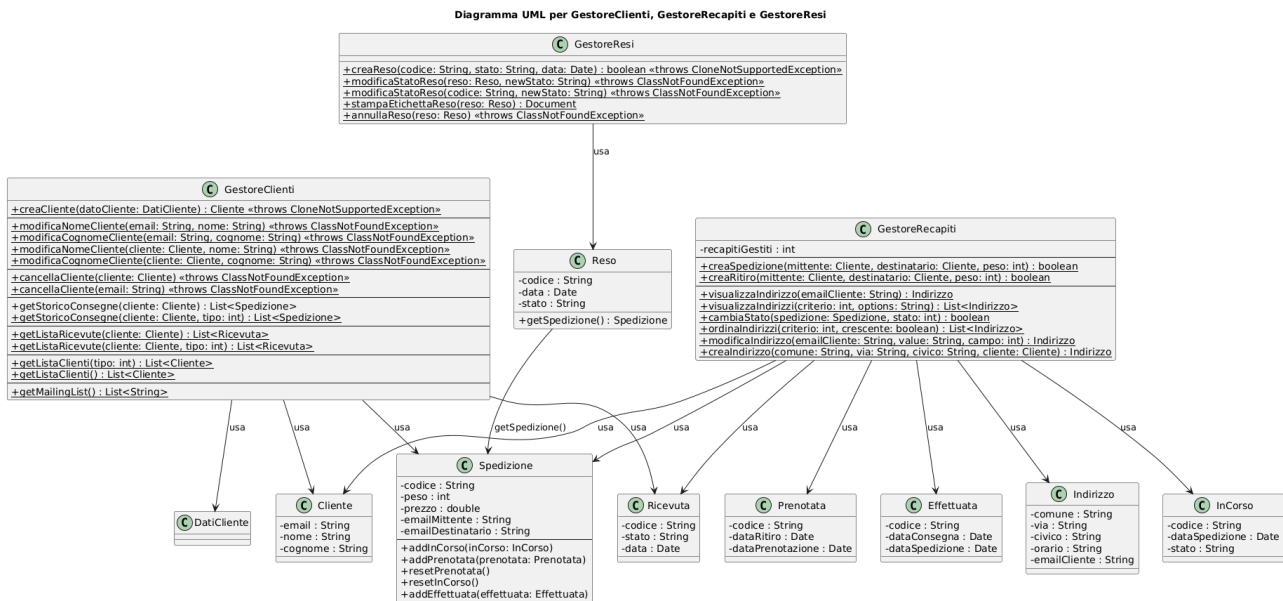 Diagramma UML per GestoreClienti, GestoreRecapiti e GestoreResi
C GestoreResi
+creaReso(codice: String, stato: String, data: Date) : boolean «throws CloneNotSupportedException»
+modificaStatoReso(reso: Reso, newStato: String) «throws ClassNotFoundException»
+modificaStatoReso(codice: String, newStato: String) «throws ClassNotFoundException»
+stampaEtichettaReso(reso: Reso) : Document
+annullaReso(reso: Reso) «throws ClassNotFoundException»
usa
C GestoreClienti
+creaCliente(datoCliente: DatiCliente) : Cliente «throws CloneNotSupportedException»
+modificaNomeCliente(email: String, nome: String) «throws ClassNotFoundException»
+modificaCognomeCliente(email: String, cognome: String) «throws ClassNotFoundException»
+modificaNomeCliente(cliente: Cliente, nome: String) «throws ClassNotFoundException»
+modificaCognomeCliente(cliente: Cliente, cognome: String) «throws ClassNotFoundException»
+cancellaCliente(cliente: Cliente) «throws ClassNotFoundException»
+cancellaCliente(email: String) «throws ClassNotFoundException»
+getStoricoConsegne(cliente: Cliente) : List<Spedizione>
+getStoricoConsegne(cliente: Cliente, tipo: int) : List<Spedizione>
+getListaRicevute(cliente: Cliente) : List<Ricevuta>
+getListaRicevute(cliente: Cliente, tipo: int) : List<Ricevuta>
+getListaClienti(tipo: int) : List<Cliente>
+getListaClienti() : List<Cliente>
+getMailingList() : List<String>
C Reso
-codice : String
-data : Date
-stato : String
+getSpedizione() : Spedizione
C GestoreRecapiti
-recapitiGestiti : int
+creaSpedizione(mittente: Cliente, destinatario: Cliente, peso: int) : boolean
+creaRitiro(mittente: Cliente, destinatario: Cliente, peso: int) : boolean
+visualizzaIndirizzo(emailCliente: String) : Indirizzo
+visualizzaIndirizzi(criterio: int, options: String) : List<Indirizzo>
+cambiaStato(spedizione: Spedizione, stato: int) : boolean
+ordinaIndirizzi(criterio: int, crescente: boolean) : List<Indirizzo>
+modificaIndirizzo(emailCliente: String, value: String, campo: int) : Indirizzo
+creaIndirizzo(comune: String, via: String, civico: String, cliente: Cliente) : Indirizzo
usa
usa
usa
getSpedizione()
usa
usa
usa
usa
usa
usa
usa
usa
C DatiCliente
C Cliente
-email : String
-nome : String
-cognome : String
C Spedizione
-codice : String
-peso : int
-prezzo : double
-emailMittente : String
-emailDestinatario : String
+addInCorso(inCorso: InCorso)
+addPrenotata(prenotata: Prenotata)
+resetPrenotata()
+resetInCorso()
+addEffettuata(effettuata: Effettuata)
C Ricevuta
-codice : String
-stato : String
-data : Date
C Prenotata
-codice : String
-dataRitiro : Date
-dataPrenotazione : Date
C Effettuata
-codice : String
-dataConsegna : Date
-dataSpedizione : Date
C Indirizzo
-comune : String
-via : String
-civico : String
-orario : String
-emailCliente : String
C InCorso
-codice : String
-dataSpedizione : Date
-stato : String